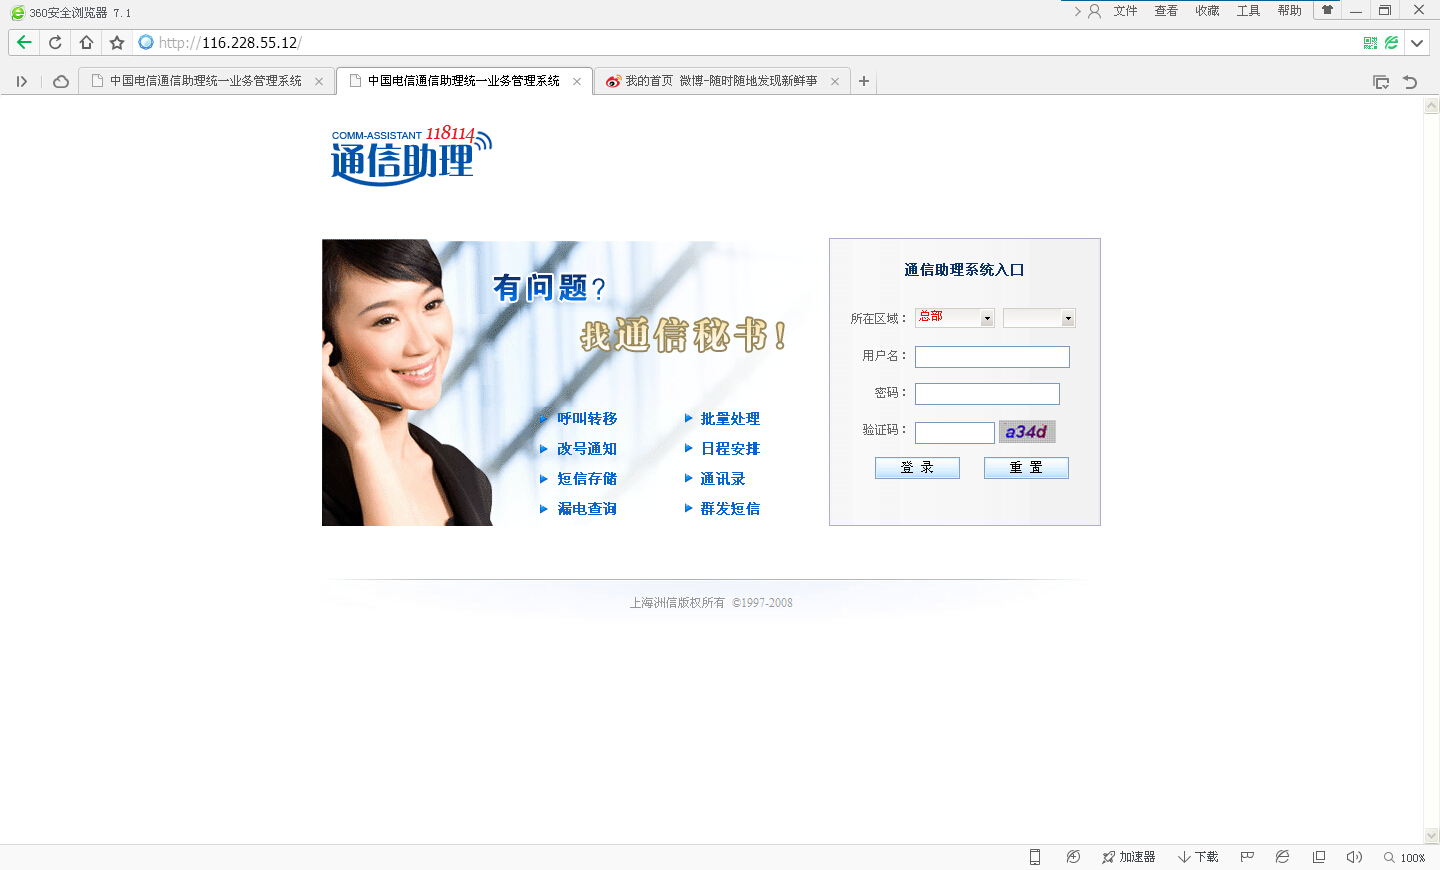 360安全浏览器 7.1
文件 查看 收藏 工具 帮助
http://116.228.55.12/
中国电信通信助理统一业务管理系统
中国电信通信助理统一业务管理系统
我的首页 微博-随时随地发现新鲜事
COMM-ASSISTANT 118114
通信助理
有问题?
找通信秘书!
呼叫转移
批量处理
改号通知
日程安排
短信存储
通讯录
漏电查询
群发短信
通信助理系统入口
所在区域: 总部
用户名:
密码:
验证码: a34d
登 录 重 置
上海洲信版权所有 ©1997-2008
加速器 下载 100%